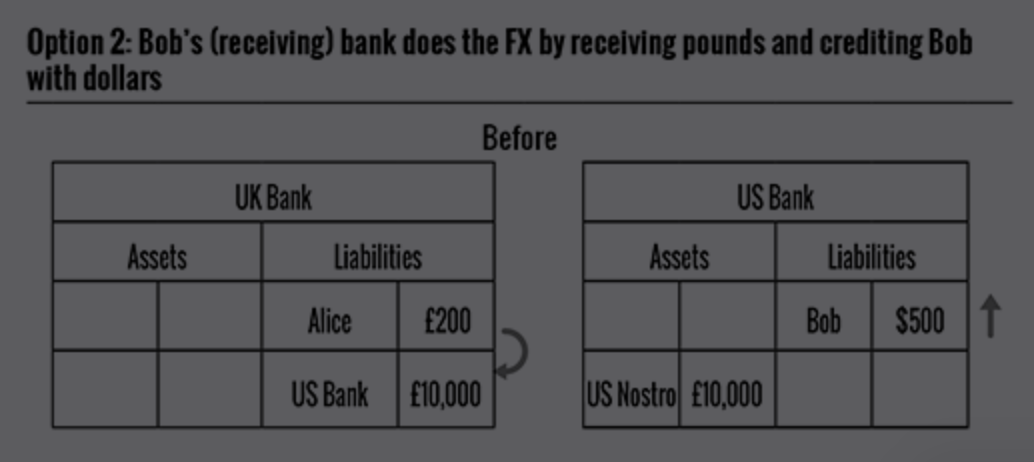 Option 2: Bob's (receiving) bank does the FX by receiving pounds and crediting Bob
with dollars
Before
UK Bank
Assets Liabilities
Alice £200
US Bank £10,000
US Bank
Assets Liabilities
Bob $500
US Nostro £10,000